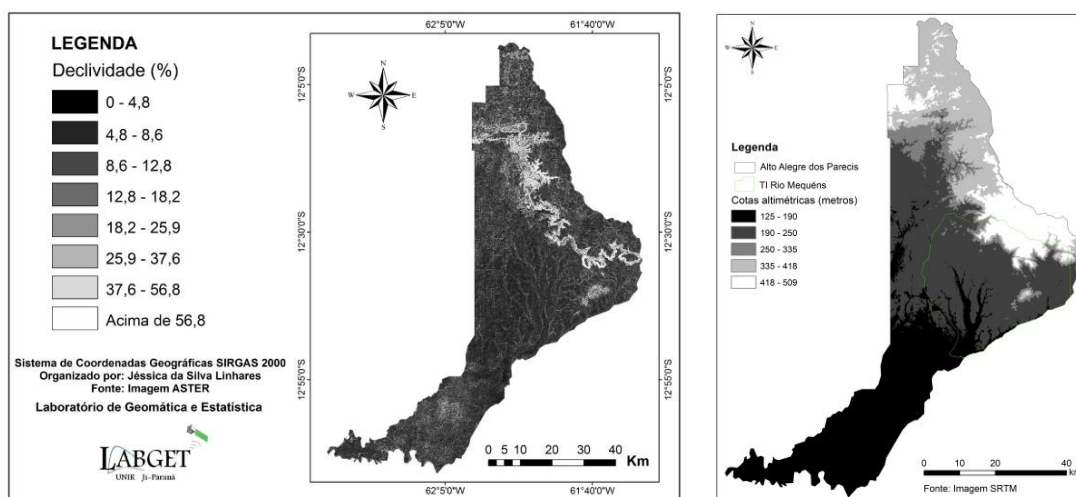 LEGENDA
Declividade (%)
0 - 4,8
4,8 - 8,6
8,6 - 12,8
12,8 - 18,2
18,2 - 25,9
25,9 - 37,6
37,6 - 56,8
Acima de 56,8
Sistema de Coordenadas Geográficas SIRGAS 2000
Organizado por: Jéssica da Silva Linhares
Fonte: Imagem ASTER
Laboratório de Geomática e Estatística
LABGET
UNIR Ji-Paraná
62°5'0"W 61°40'0"W
N
W E
S
12°5'0"S 12°5'0"S
12°30'0"S 12°30'0"S
12°55'0"S 12°55'0"S
0 5 10 20 30 40
Km
62°5'0"W 61°40'0"W
N
W E
S
Legenda
Alto Alegre dos Parecis
TI Rio Mequéns
Cotas altimétricas (metros)
125 - 190
190 - 250
250 - 335
335 - 418
418 - 509
0 10 20 40
km
Fonte: Imagem SRTM